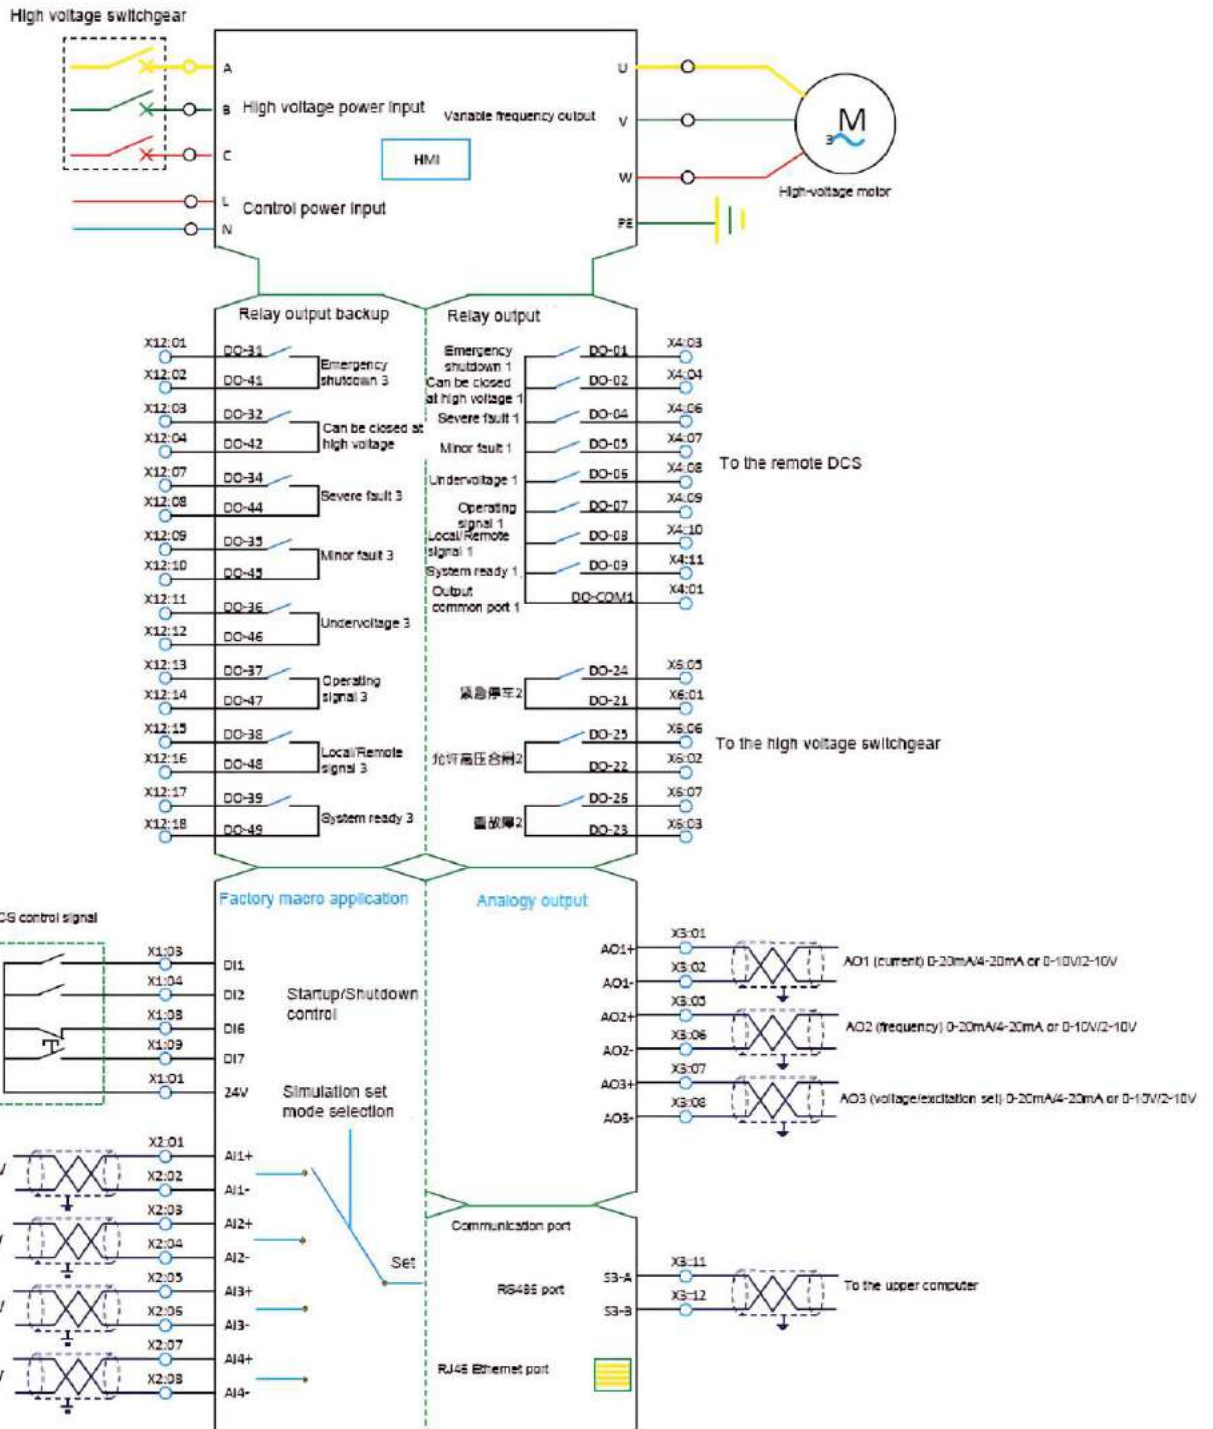 High voltage switchgear
A
B
C
L
N
High voltage power input
Control power input
HMI
Variable frequency output
U
V
W
PE
M
3
High-voltage motor
Relay output backup
X12:01
DO-31
X12:02
DO-41
Emergency
shutdown 3
X12:03
DO-32
X12:04
DO-42
Can be closed at
high voltage
X12:07
DO-34
X12:08
DO-44
Severe fault 3
X12:09
DO-35
X12:10
DO-45
Minor fault 3
X12:11
DO-36
X12:12
DO-46
Undervoltage 3
X12:13
DO-37
X12:14
DO-47
Operating
signal 3
X12:15
DO-38
X12:16
DO-48
Local/Remote
signal 3
X12:17
DO-39
X12:18
DO-49
System ready 3
Relay output
Emergency
shutdown 1
DO-01
X4:03
Can be closed
at high voltage 1
DO-02
X4:04
Severe fault 1
DO-04
X4:06
Minor fault 1
DO-05
X4:07
Undervoltage 1
DO-06
X4:08
Operating
signal 1
DO-07
X4:09
Local/Remote
signal 1
DO-08
X4:10
System ready 1
DO-09
X4:11
Output
common port 1
DO-COM1
X4:01
To the remote DCS
紧急停车2
DO-24
X6:05
DO-21
X6:01
允许高压合闸2
DO-25
X6:06
DO-22
X6:02
重故障2
DO-26
X6:07
DO-23
X6:03
To the high voltage switchgear
Factory macro application
CS control signal
X1:03
DI1
X1:04
DI2
X1:08
DI6
X1:09
DI7
X1:01
24V
Startup/Shutdown
control
Simulation set
mode selection
Set
X2:01
AI1+
X2:02
AI1-
X2:03
AI2+
X2:04
AI2-
X2:05
AI3+
X2:06
AI3-
X2:07
AI4+
X2:08
AI4-
V
V
V
V
Analogy output
AO1+
X3:01
AO1-
X3:02
AO1 (current) 0-20mA/4-20mA or 0-10V/2-10V
AO2+
X3:05
AO2-
X3:06
AO2 (frequency) 0-20mA/4-20mA or 0-10V/2-10V
AO3+
X3:07
AO3-
X3:08
AO3 (voltage/excitation set) 0-20mA/4-20mA or 0-10V/2-10V
Communication port
RS485 port
S3-A
X3:11
S3-B
X3:12
To the upper computer
RJ45 Ethernet port